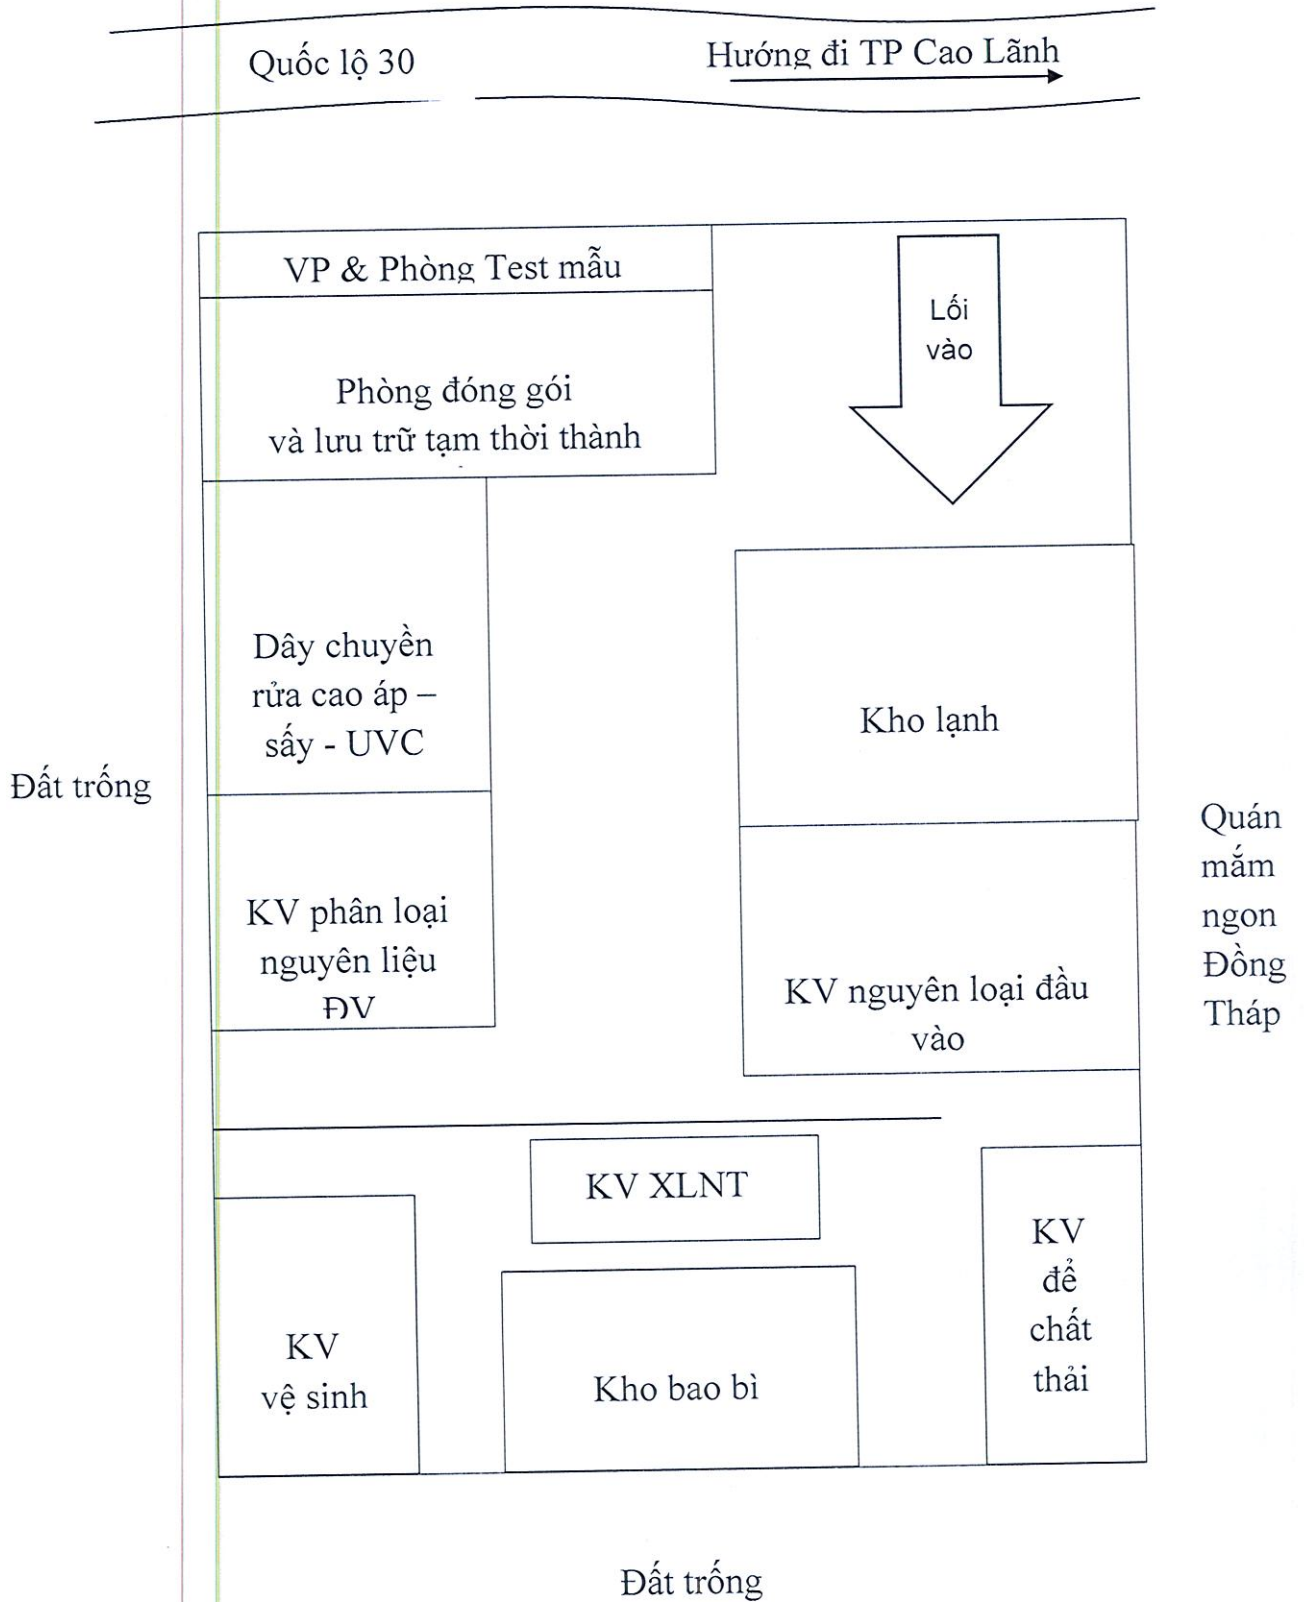 Quốc lộ 30
Hướng đi TP Cao Lãnh
VP & Phòng Test mẫu
Lối
vào
Phòng đóng gói
và lưu trữ tạm thời thành
Dây chuyền
rửa cao áp –
sấy - UVC
Kho lạnh
Đất trống
Quán
mắm
ngon
Đồng
Tháp
KV phân loại
nguyên liệu
ĐV
KV nguyên loại đầu
vào
KV XLNT
KV
để
chất
thải
KV
vệ sinh
Kho bao bì
Đất trống